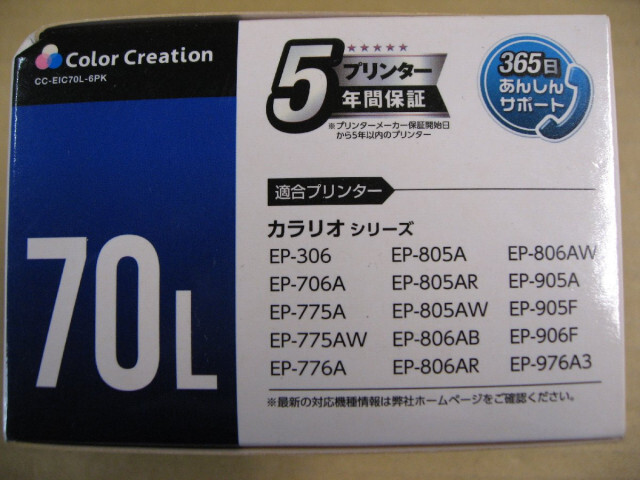 Color Creation
CC-EIC70L-6PK
70L
5
プリンター
年間保証
※プリンターメーカー保証開始日
から5年以内のプリンター
365日
あんしん
サポート
適合プリンター
カラリオ シリーズ
EP-306 EP-805A EP-806AW
EP-706A EP-805AR EP-905A
EP-775A EP-805AW EP-905F
EP-775AW EP-806AB EP-906F
EP-776A EP-806AR EP-976A3
※最新の対応機種情報は弊社ホームページをご確認ください。